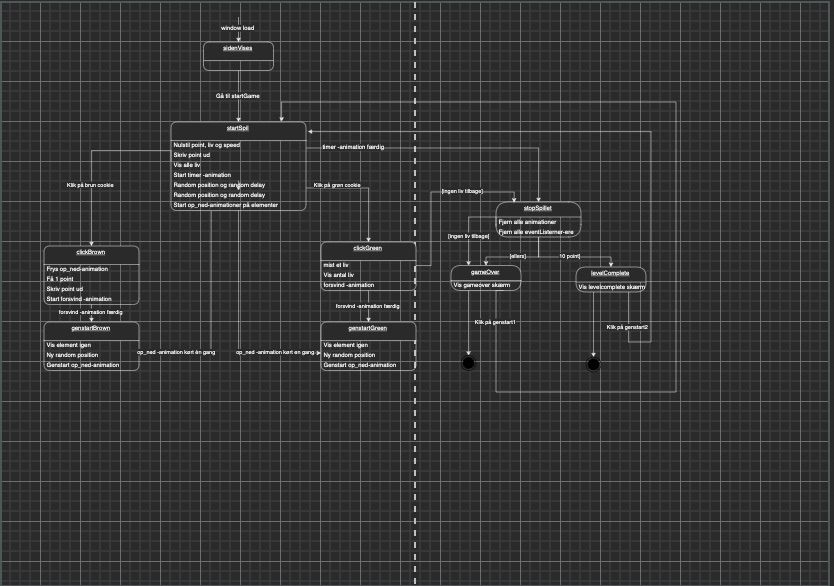 window load
sidenVises
Gå til startGame
startSpil
Nulstil point, liv og speed
Skriv point ud
Vis alle liv
Start timer -animation
Random position og random delay
Random position og random delay
Start op_ned-animationer på elementer
timer -animation færdig
Klik på brun cookie
Klik på grøn cookie
[ingen liv tilbage]
stopSpillet
Fjern alle animationer
Fjern alle eventListerner-ere
[ingen liv tilbage]
[ellers]
10 point]
clickBrown
Frys op_ned-animation
Få 1 point
Skriv point ud
Start forsvind -animation
clickGreen
mist et liv
Vis antal liv
forsvind -animation
gameOver
Vis gameover skærm
levelComplete
Vis levelcomplete skærm
forsvind -animation færdig
forsvind -animation færdig
genstartBrown
Vis element igen
Ny random position
Genstart op_ned-animation
op_ned -animation kørt én gang
op_ned -animation kørt en gang
genstartGreen
Vis element igen
Ny random position
Genstart op_ned-animation
Klik på genstart1
Klik på genstart2